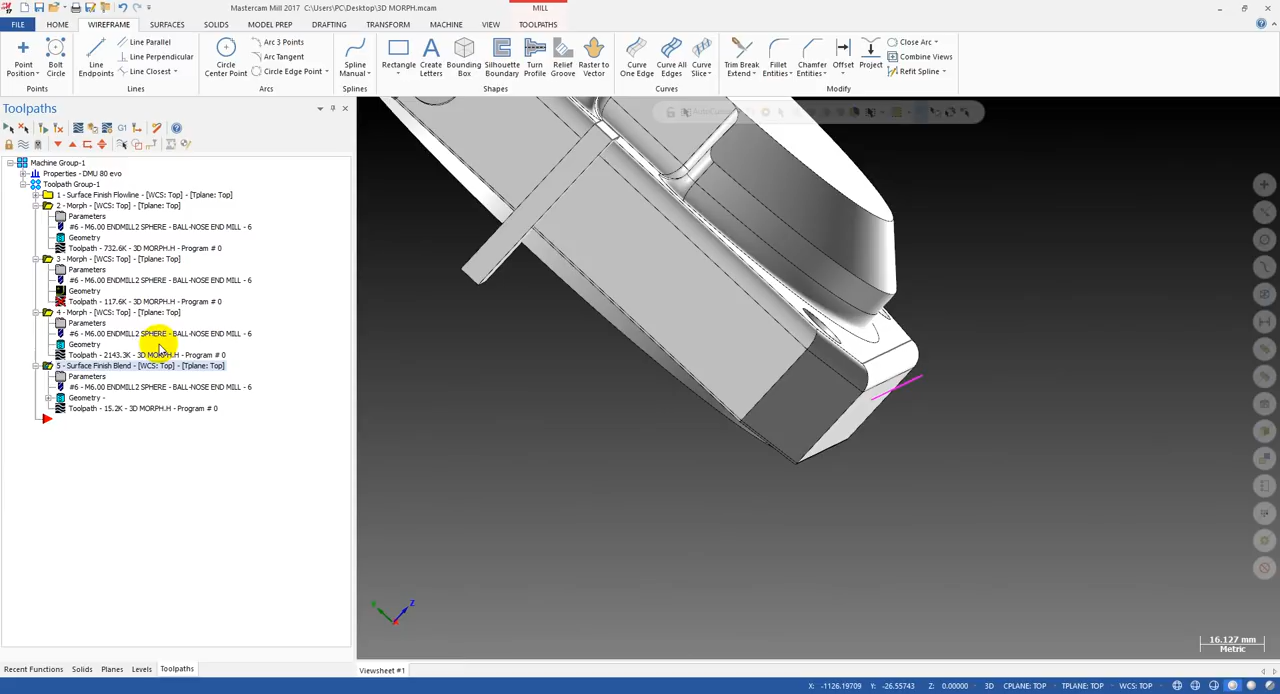 Mastercam Mill 2017 C:\Users\PC\Desktop\3D MORPH.mcam
MILL
FILE HOME WIREFRAME SURFACES SOLIDS MODEL PREP DRAFTING TRANSFORM MACHINE VIEW TOOLPATHS
Point Position
Bolt Circle
Points
Line Endpoints
Line Parallel
Line Perpendicular
Line Closest
Lines
Circle Center Point
Arc 3 Points
Arc Tangent
Circle Edge Point
Arcs
Spline Manual
Splines
Rectangle
Create Letters
Bounding Box
Silhouette Boundary
Turn Profile
Relief Groove
Raster to Vector
Shapes
Curve One Edge
Curve All Edges
Curve Slice
Curves
Trim Break Extend
Fillet Entities
Chamfer Entities
Offset
Project
Close Arc
Combine Views
Refit Spline
Modify
Toolpaths
G1
Machine Group-1
Properties - DMU 80 evo
Toolpath Group-1
1 - Surface Finish Flowline - [WCS: Top] - [Tplane: Top]
2 - Morph - [WCS: Top] - [Tplane: Top]
Parameters
#6 - M6.00 ENDMILL2 SPHERE - BALL-NOSE END MILL - 6
Geometry
Toolpath - 732.6K - 3D MORPH.H - Program # 0
3 - Morph - [WCS: Top] - [Tplane: Top]
Parameters
#6 - M6.00 ENDMILL2 SPHERE - BALL-NOSE END MILL - 6
Geometry
Toolpath - 117.6K - 3D MORPH.H - Program # 0
4 - Morph - [WCS: Top] - [Tplane: Top]
Parameters
#6 - M6.00 ENDMILL2 SPHERE - BALL-NOSE END MILL - 6
Geometry
Toolpath - 2143.3K - 3D MORPH.H - Program # 0
5 - Surface Finish Blend - [WCS: Top] - [Tplane: Top]
Parameters
#6 - M6.00 ENDMILL2 SPHERE - BALL-NOSE END MILL - 6
Geometry -
Toolpath - 15.2K - 3D MORPH.H - Program # 0
Z
16.127 mm
Metric
Recent Functions Solids Planes Levels Toolpaths
Viewsheet #1
X: -1126.19709 Y: -26.55743 Z: 0.00000 3D CPLANE: TOP TPLANE: TOP WCS: TOP